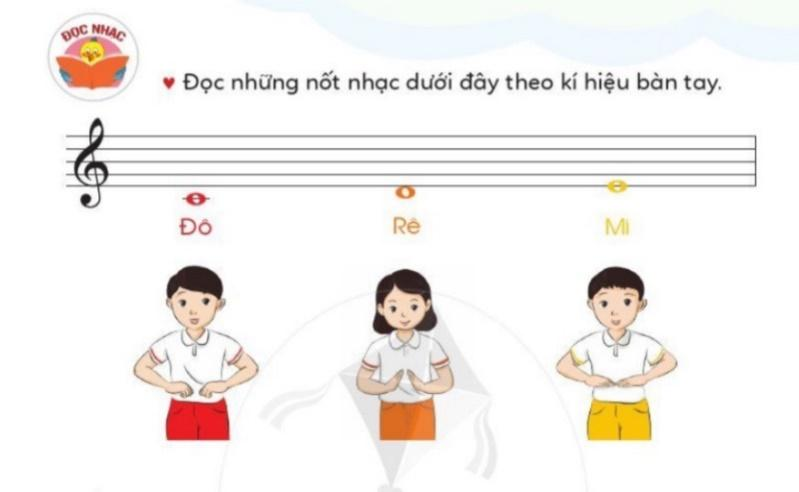 ĐỌC NHẠC
♥ Đọc những nốt nhạc dưới đây theo kí hiệu bàn tay.
Đô Rê Mi